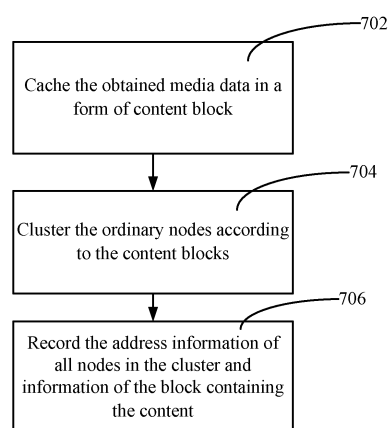 702
Cache the obtained media data in a
form of content block
704
Cluster the ordinary nodes according
to the content blocks
706
Record the address information of
all nodes in the cluster and
information of the block containing
the content